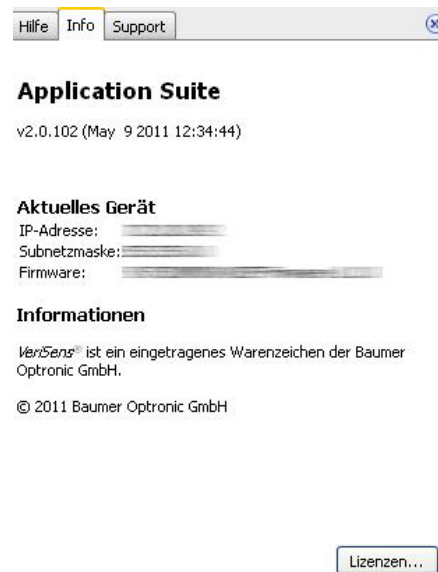 Hilfe Info Support
Application Suite
v2.0.102 (May 9 2011 12:34:44)
Aktuelles Gerät
IP-Adresse:
Subnetzmaske:
Firmware:
Informationen
VeriSens® ist ein eingetragenes Warenzeichen der Baumer
Optronic GmbH.
© 2011 Baumer Optronic GmbH
Lizenzen...